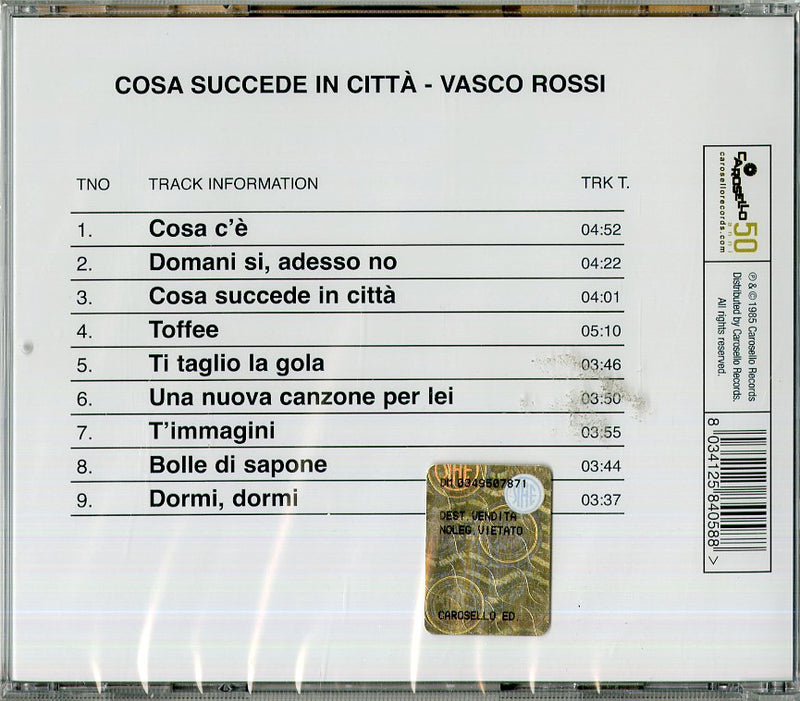 COSA SUCCEDE IN CITTÀ - VASCO ROSSI
TNO TRACK INFORMATION TRK T.
1. Cosa c'è 04:52
2. Domani si, adesso no 04:22
3. Cosa succede in città 04:01
4. Toffee 05:10
5. Ti taglio la gola 03:46
6. Una nuova canzone per lei 03:50
7. T'immagini 03:55
8. Bolle di sapone 03:44
9. Dormi, dormi 03:37
CAROSELLO
carosellorecords.com
50
anni
℗ & © 1985 Carosello Records
Distributed by Carosello Records.
All rights reserved.
8 034125 840588 >
DM 0349507871
DEST.VENDITA
NOLEG.VIETATO
CAROSELLO ED.